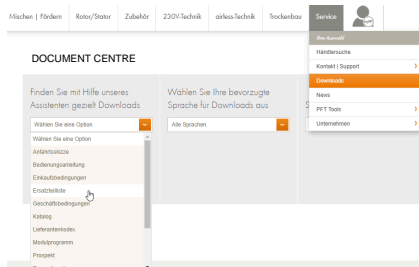 Mischen | Fördern Rotor/Stator Zubehör 230V-Technik airless-Technik Trockenbau Service
Ihre Auswahl
Händlersuche
Kontakt | Support
Downloads
News
PFT Tools
Unternehmen
DOCUMENT CENTRE
Finden Sie mit Hilfe unseres
Assistenten gezielt Downloads
Wählen Sie eine Option
Wählen Sie eine Option
Anfahrtsskizze
Bedienungsanleitung
Einkaufsbedingungen
Ersatzteilliste
Geschäftsbedingungen
Katalog
Lieferantenkodex
Modulprogramm
Prospekt
Wählen Sie Ihre bevorzugte
Sprache für Downloads aus
Alle Sprachen